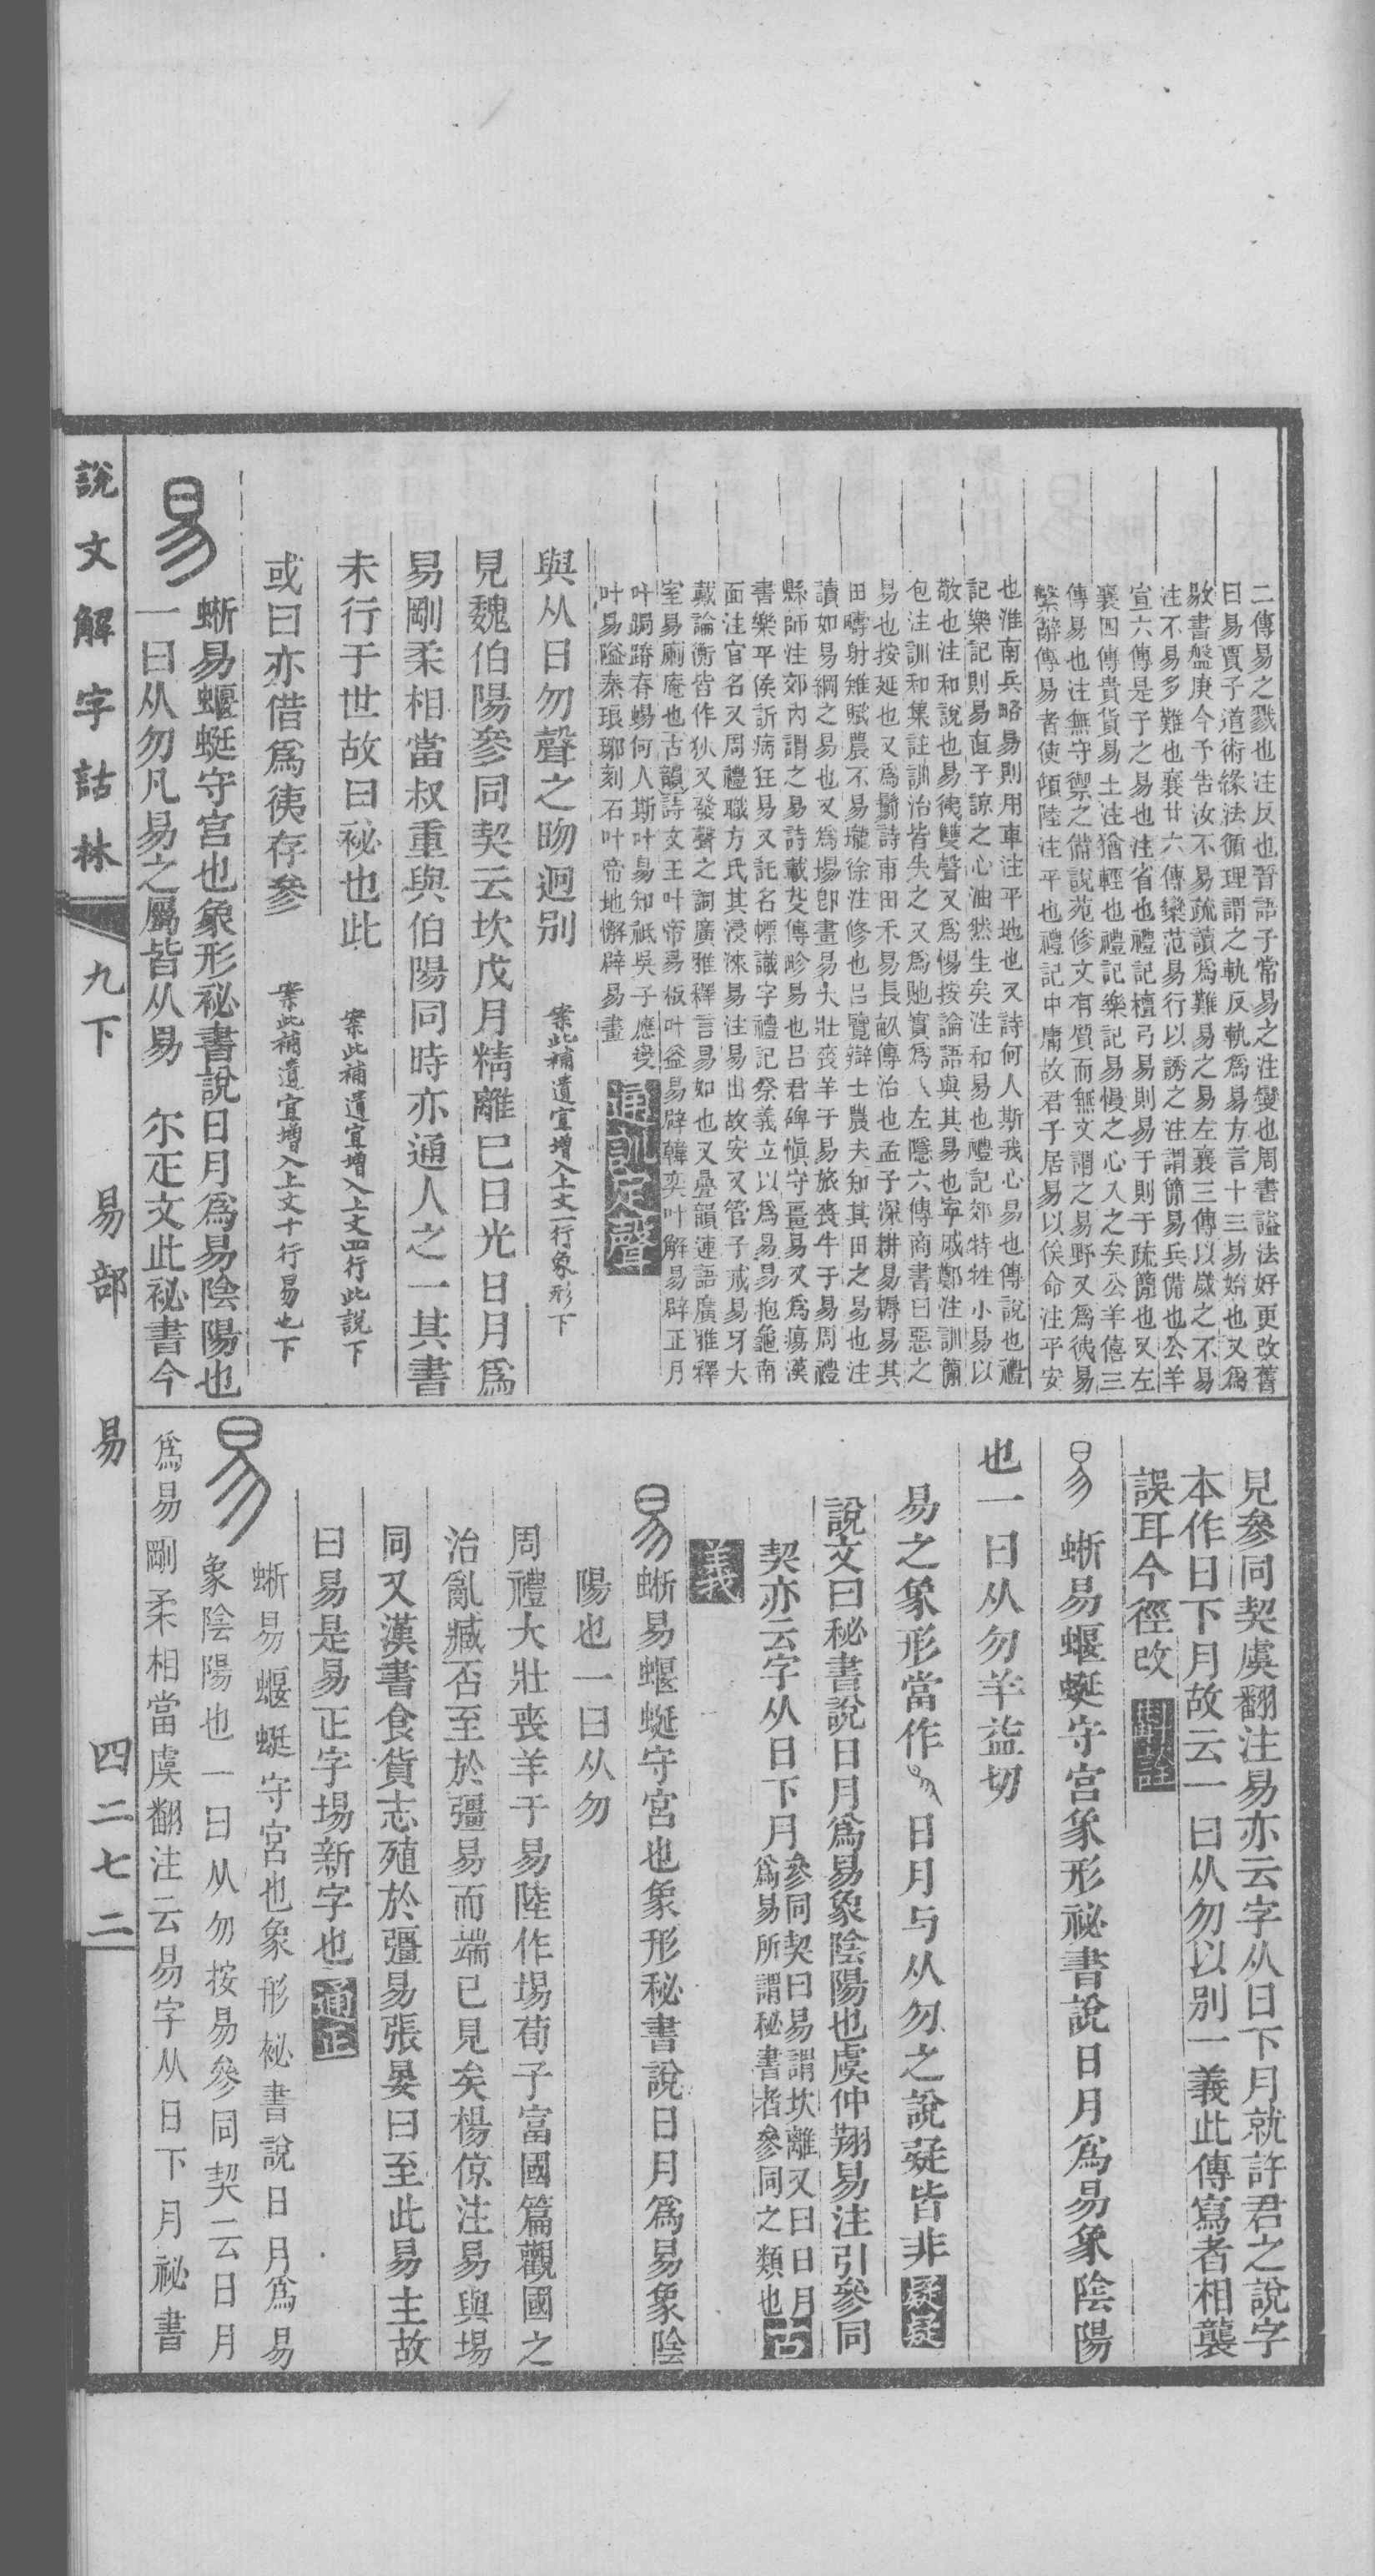 二傳易之戮也注反也晉語子常易之注變也周書謚法好更改舊
曰易賈子道術緣法循理謂之軌反軌爲易方言十三易始也又爲
敭書盤庚今予告汝不易疏讀爲難易之易左襄三傳以歲之不易
注不易多難也襄廿六傳欒范易行以誘之注謂簡易兵備也公羊
宣六傳是子之易也注省也禮記檀弓易則易于則于疏簡也又左
襄四傳貴貨易土注猶輕也禮記樂記易慢之心入之矣公羊僖三
傳易也注無守禦之備說苑修文有質而無文謂之易野又爲㣂易
繫辭傳易者使傾陸注平也禮記中庸故君子居易以俟命注平安
也淮南兵略易則用車注平地也又詩何人斯我心易也傳說也禮
記樂記則易直子諒之心油然生矣注和易也禮記郊特牲小易以
敬也注和說也易㣂雙聲又爲惕按論語與其易也寧戚鄭注訓簡
包注訓和集註訓治皆失之又爲貤實爲乀左隱六傳商書曰惡之
易也按延也又爲鬄詩甫田禾易長畝傳治也孟子深耕易耨易其
田疇射雉賦農不易壠徐注修也呂覽辯士農夫知其田之易也注
讀如易綱之易也又爲埸卽畫易大壯喪羊于易旅喪牛于易周禮
縣師注郊內謂之易詩載芟傳畛易也呂君碑愼守畺易又爲瘍漢
書樂平侯訢病狂易又託名幖識字禮記祭義立以爲易易抱龜南
面注官名又周禮職方氏其浸淶易注易出故安又管子戒易牙大
戴論衡皆作狄又發聲之詞廣雅釋言易如也又疊韻連語廣雅釋
室易廟庵也古韻詩文王叶帝易板叶益易辟韓奕叶解易辟正月
叶跼蹐脊蜴何人斯叶易知祇吳子應變
叶易隘泰琅琊刻石叶帝地懈辟易畫
通訓定聲
與从日勿聲之昒迥別 案此補遺宜增入上文一行象形下
見魏伯陽參同契云坎戊月精離巳日光日月爲
易剛柔相當叔重與伯陽同時亦通人之一其書
未行于世故曰祕也此 案此補遺宜增入上文四行此說下
或曰亦借爲㣂存參 案此補遺宜增入上文十行易也下
易 蜥易蝘蜓守宮也象形祕書說日月爲易陰陽也
一曰从勿凡易之屬皆从易 尒疋文此祕書今
見參同契虞翻注易亦云字从日下月就許君之說字
本作日下月故云一曰从勿以別一義此傳寫者相襲
誤耳今徑改 斠詮
易 蜥易蝘蜓守宮象形祕書說日月爲易象陰陽
也一曰从勿羊益切
易之象形當作日月与从勿之說疑皆非 疑疑
說文曰秘書說日月爲易象陰陽也虞仲翔易注引參同
契亦云字从日下月 參同契曰易謂坎離又曰日月
爲易所謂秘書者參同之類也 古
義
易 蜥易蝘蜓守宮也象形秘書說日月爲易象陰
陽也一曰从勿
周禮大壯喪羊于易陸作埸荀子富國篇觀國之
治亂臧否至於彊易而端已見矣楊倞注易與埸
同又漢書食貨志殖於彊易張晏曰至此易主故
曰易是易正字埸新字也 通正
易 蜥易蝘蜓守宮也象形祕書說日月爲易
象陰陽也一曰从勿按易參同契云日月
爲易剛柔相當虞翻注云易字从日下月祕書
說文解字詁林 九下 易部 易 四二七二